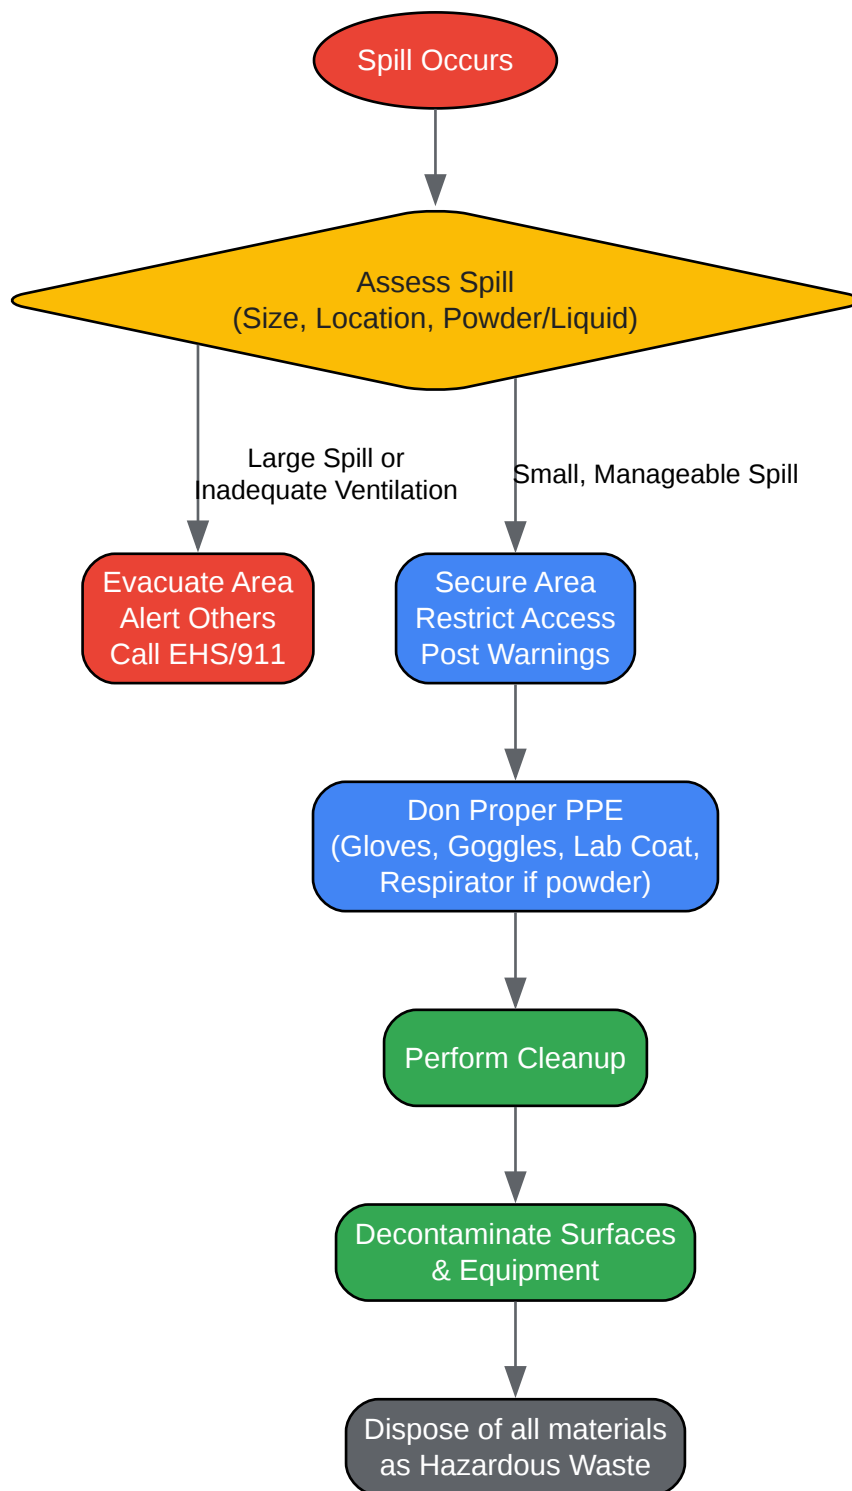 Spill Occurs
Assess Spill
(Size, Location, Powder/Liquid)
Large Spill or
Inadequate Ventilation
Small, Manageable Spill
Evacuate Area
Alert Others
Call EHS/911
Secure Area
Restrict Access
Post Warnings
Don Proper PPE
(Gloves, Goggles, Lab Coat,
Respirator if powder)
Perform Cleanup
Decontaminate Surfaces
& Equipment
Dispose of all materials
as Hazardous Waste